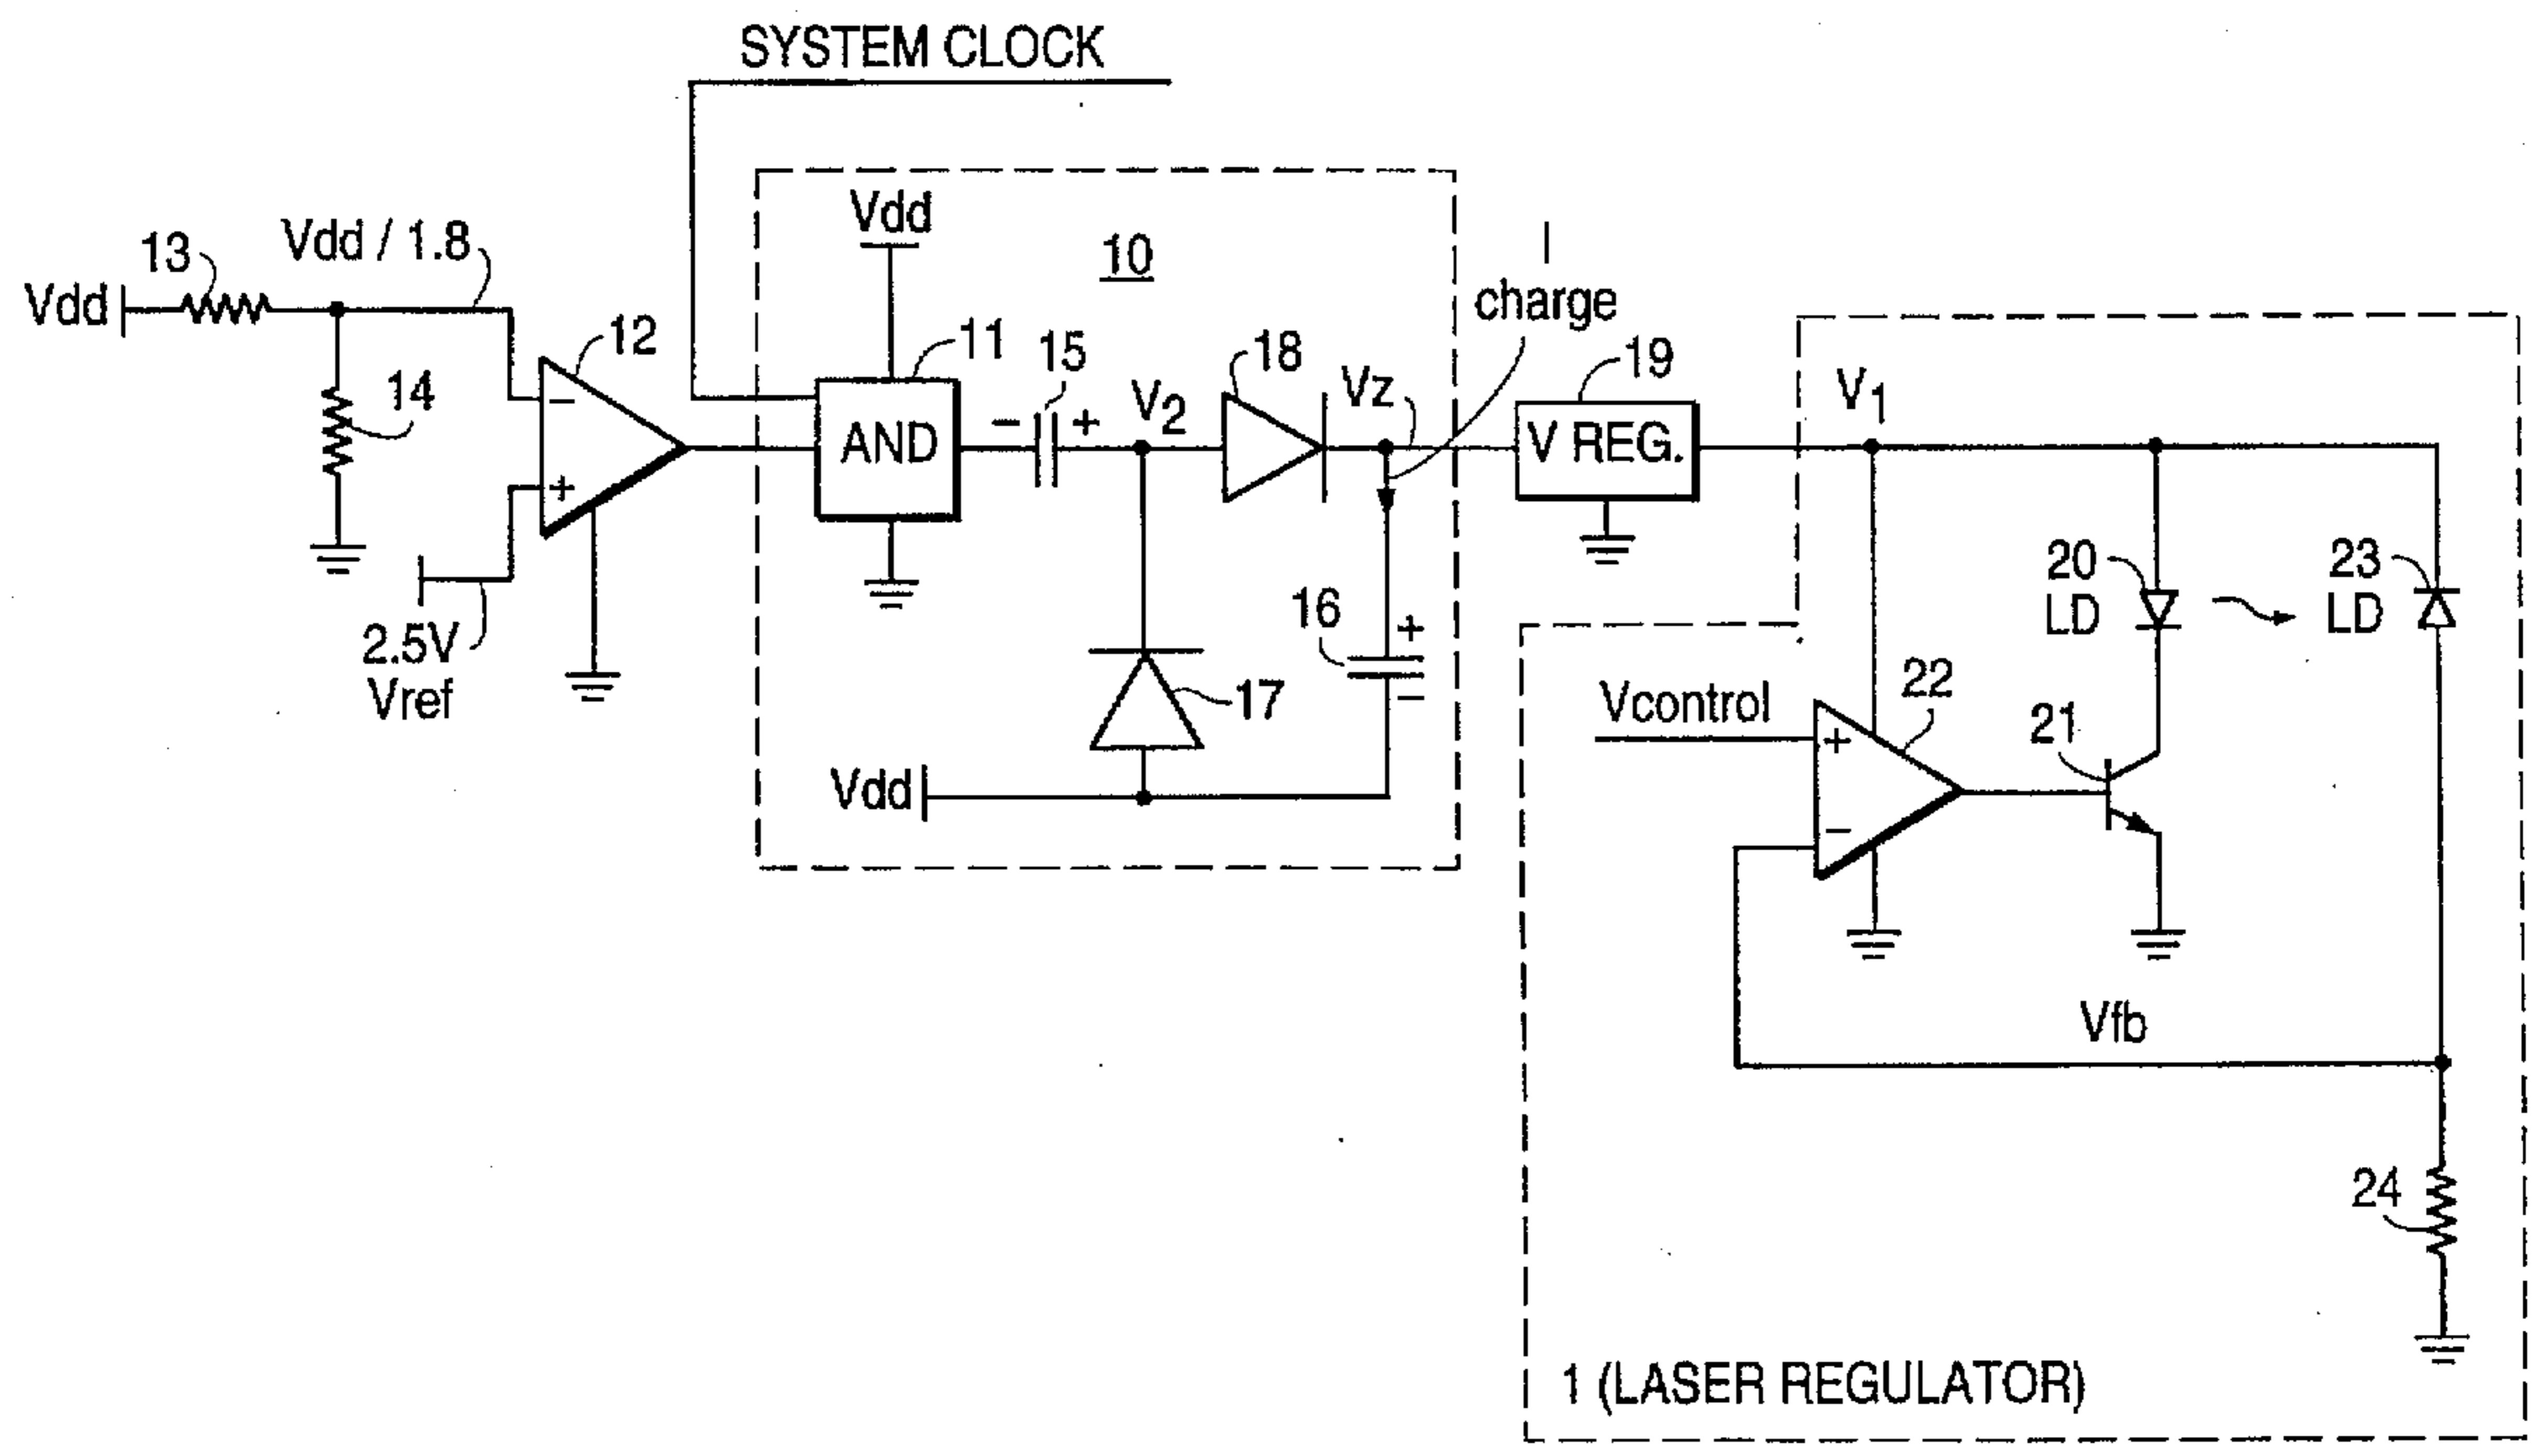 SYSTEM CLOCK
Vdd
13
Vdd / 1.8
14
12
−
+
2.5V
Vref
Vdd
10
11
AND
15
− +
V2
18
Vz
I
charge
16
+
−
17
Vdd
19
V REG.
V1
20
LD
23
LD
Vcontrol
22
+
−
21
Vfb
24
1 (LASER REGULATOR)